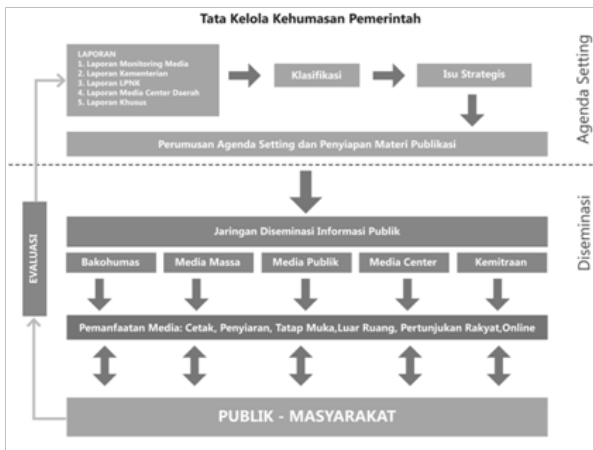 Tata Kelola Kehumasan Pemerintah
LAPORAN
1. Laporan Monitoring Media
2. Laporan Kementerian
3. Laporan LPNK
4. Laporan Media Center Daerah
5. Laporan Khusus
Klasifikasi
Isu Strategis
Perumusan Agenda Setting dan Penyiapan Materi Publikasi
Agenda Setting
Jaringan Diseminasi Informasi Publik
Bakohumas
Media Massa
Media Publik
Media Center
Kemitraan
Pemanfaatan Media: Cetak, Penyiaran, Tatap Muka,Luar Ruang, Pertunjukan Rakyat,Online
PUBLIK - MASYARAKAT
EVALUASI
Diseminasi